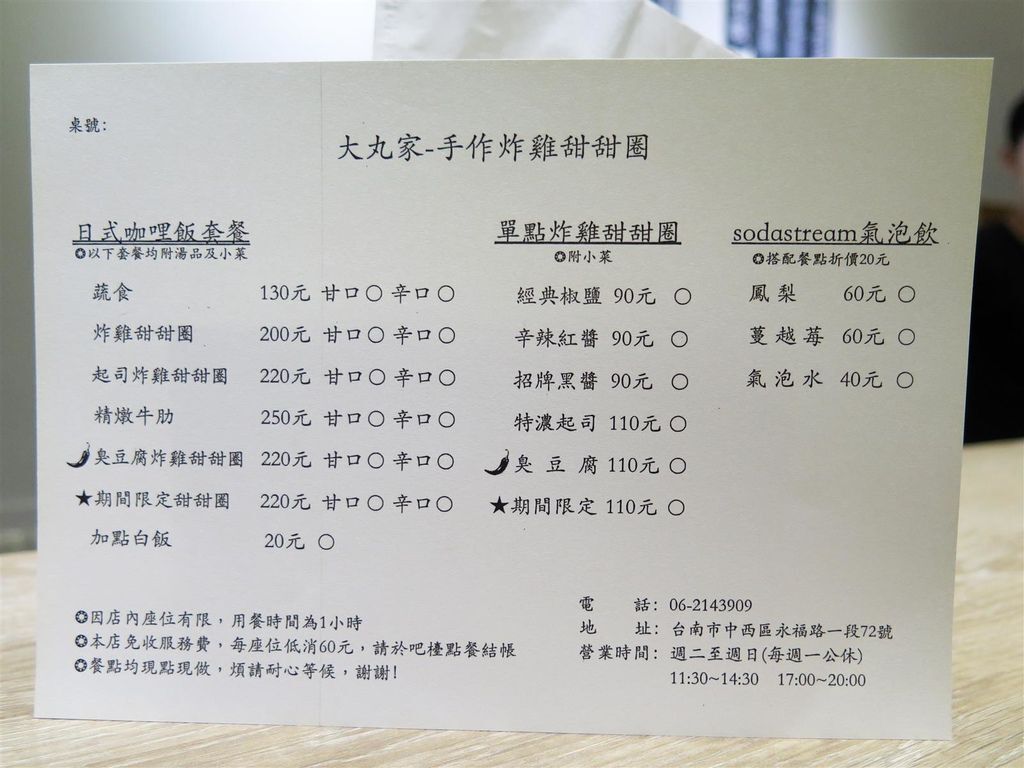 桌號:
大丸家-手作炸雞甜甜圈
日式咖哩飯套餐
✪以下套餐均附湯品及小菜
蔬食 130元 甘口○ 辛口○
炸雞甜甜圈 200元 甘口○ 辛口○
起司炸雞甜甜圈 220元 甘口○ 辛口○
精燉牛肋 250元 甘口○ 辛口○
臭豆腐炸雞甜甜圈 220元 甘口○ 辛口○
★期間限定甜甜圈 220元 甘口○ 辛口○
加點白飯 20元 ○
單點炸雞甜甜圈
✪附小菜
經典椒鹽 90元 ○
辛辣紅醬 90元 ○
招牌黑醬 90元 ○
特濃起司 110元 ○
臭豆腐 110元 ○
★期間限定 110元 ○
sodastream氣泡飲
✪搭配餐點折價20元
鳳梨 60元 ○
蔓越莓 60元 ○
氣泡水 40元 ○
✪因店內座位有限，用餐時間為1小時
✪本店免收服務費，每座位低消60元，請於吧檯點餐結帳
✪餐點均現點現做，煩請耐心等候，謝謝!
電話: 06-2143909
地址: 台南市中西區永福路一段72號
營業時間: 週二至週日(每週一公休)
11:30~14:30 17:00~20:00